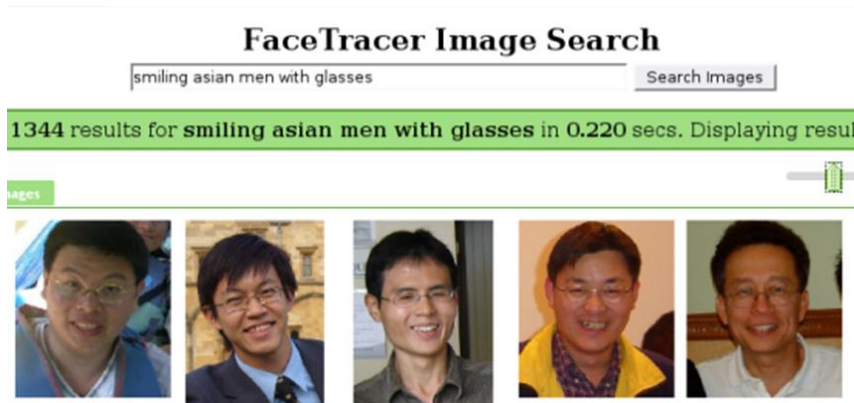 FaceTracer Image Search
smiling asian men with glasses Search Images
1344 results for smiling asian men with glasses in 0.220 secs. Displaying